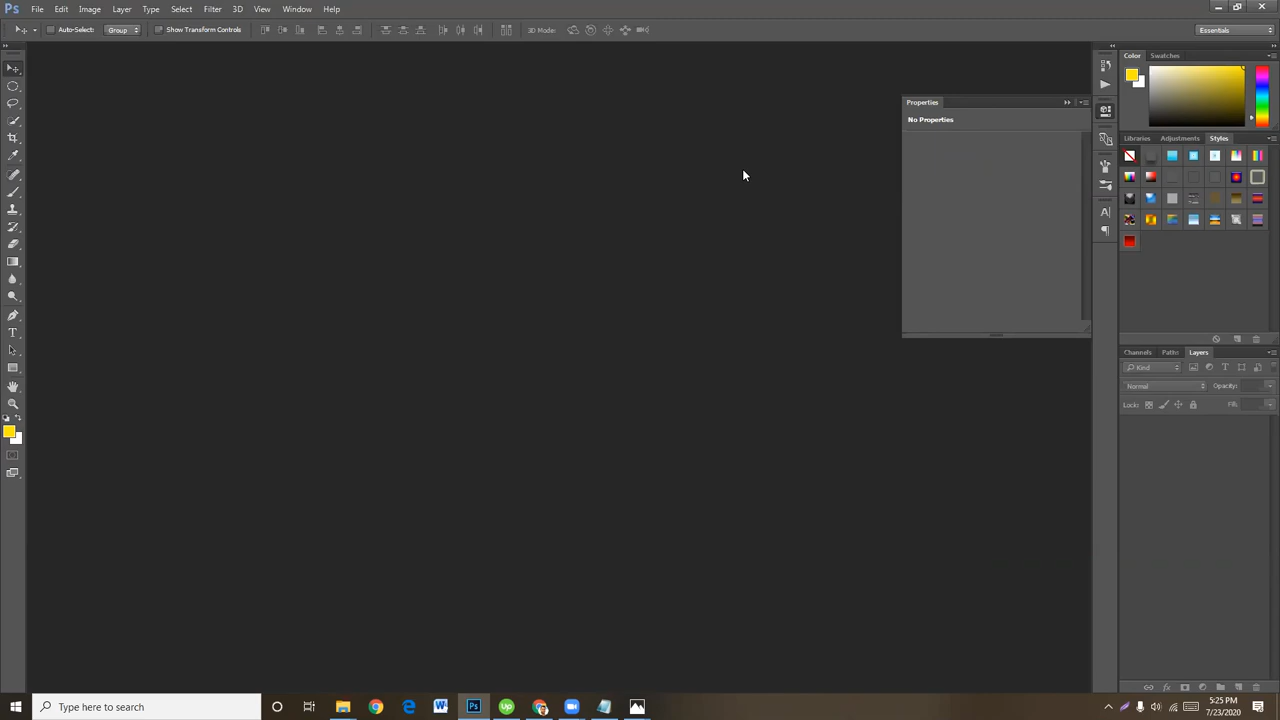 Ps File Edit Image Layer Type Select Filter 3D View Window Help
Auto-Select: Group Show Transform Controls 3D Mode: Essentials
Color Swatches
Properties
No Properties
Libraries Adjustments Styles
Channels Paths Layers
Kind
Normal Opacity:
Lock: Fill:
Type here to search
5:25 PM
7/23/2020